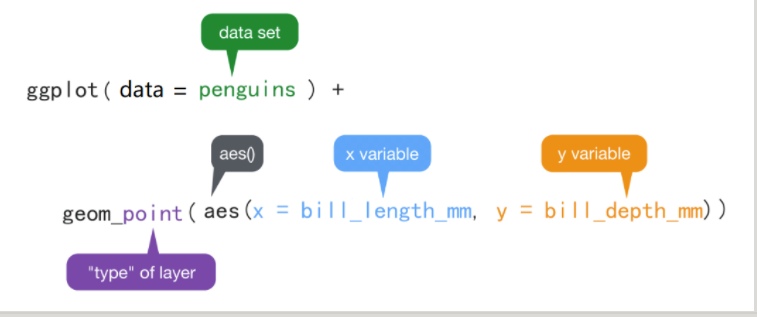 data set
ggplot( data = penguins ) +
aes() x variable y variable
geom_point( aes(x = bill_length_mm, y = bill_depth_mm))
"type" of layer